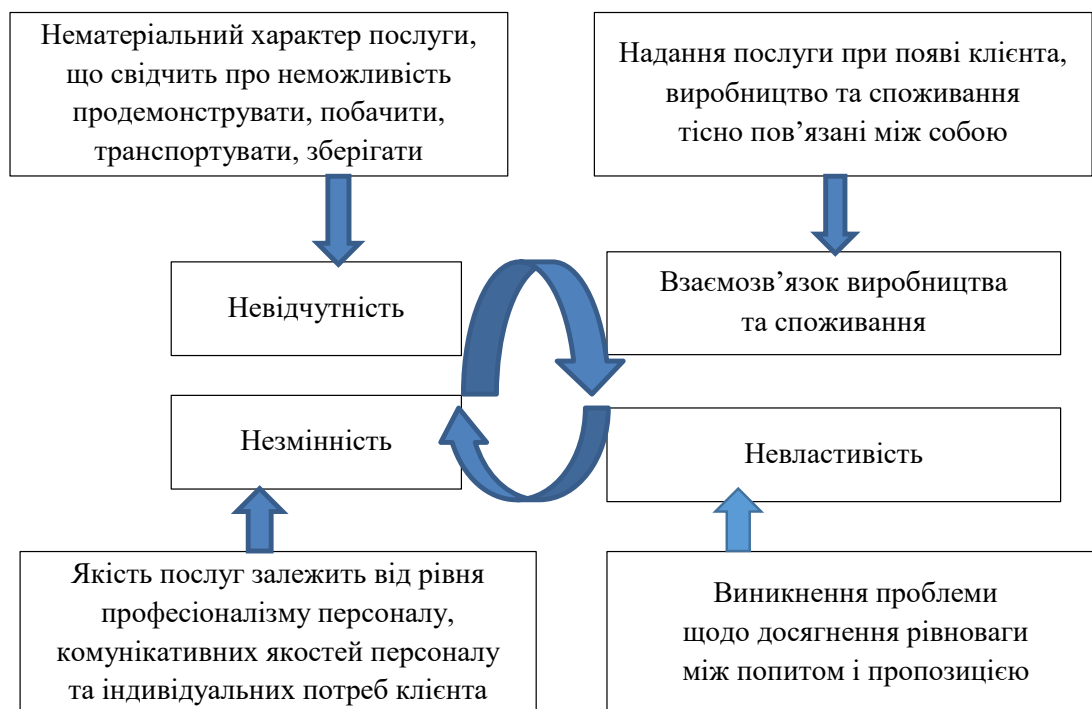 Нематеріальний характер послуги,
що свідчить про неможливість
продемонструвати, побачити,
транспортувати, зберігати
Надання послуги при появі клієнта,
виробництво та споживання
тісно пов’язані між собою
Невідчутність
Взаємозв’язок виробництва
та споживання
Незмінність
Невластивість
Якість послуг залежить від рівня
професіоналізму персоналу,
комунікативних якостей персоналу
та індивідуальних потреб клієнта
Виникнення проблеми
щодо досягнення рівноваги
між попитом і пропозицією